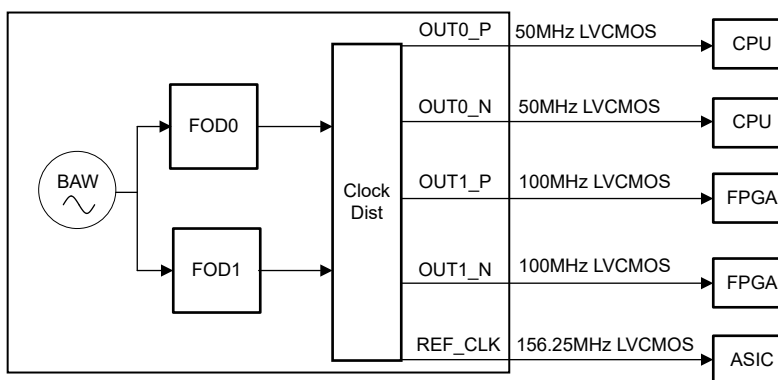 OUT0_P 50MHz LVCMOS CPU
OUT0_N 50MHz LVCMOS CPU
FOD0
BAW
Clock
Dist
OUT1_P 100MHz LVCMOS FPGA
FOD1
OUT1_N 100MHz LVCMOS FPGA
REF_CLK 156.25MHz LVCMOS ASIC